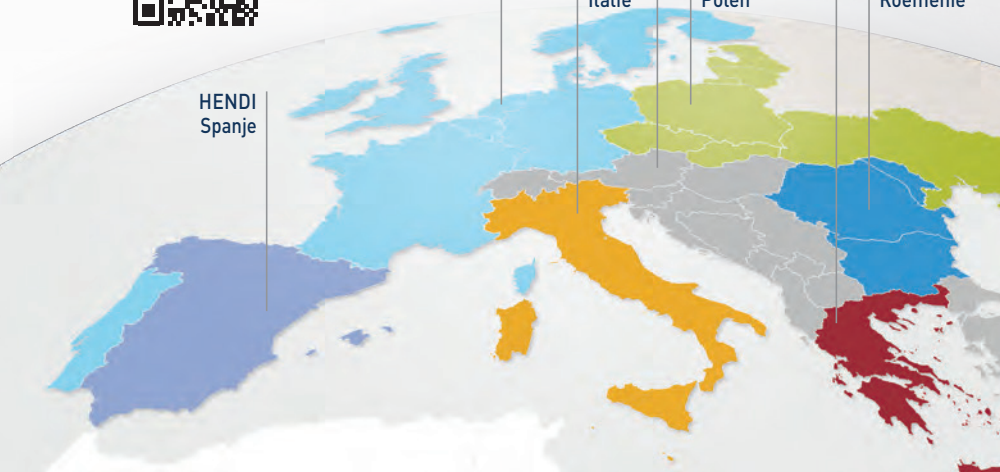 Italië
Polen
Roemenië
HENDI
Spanje